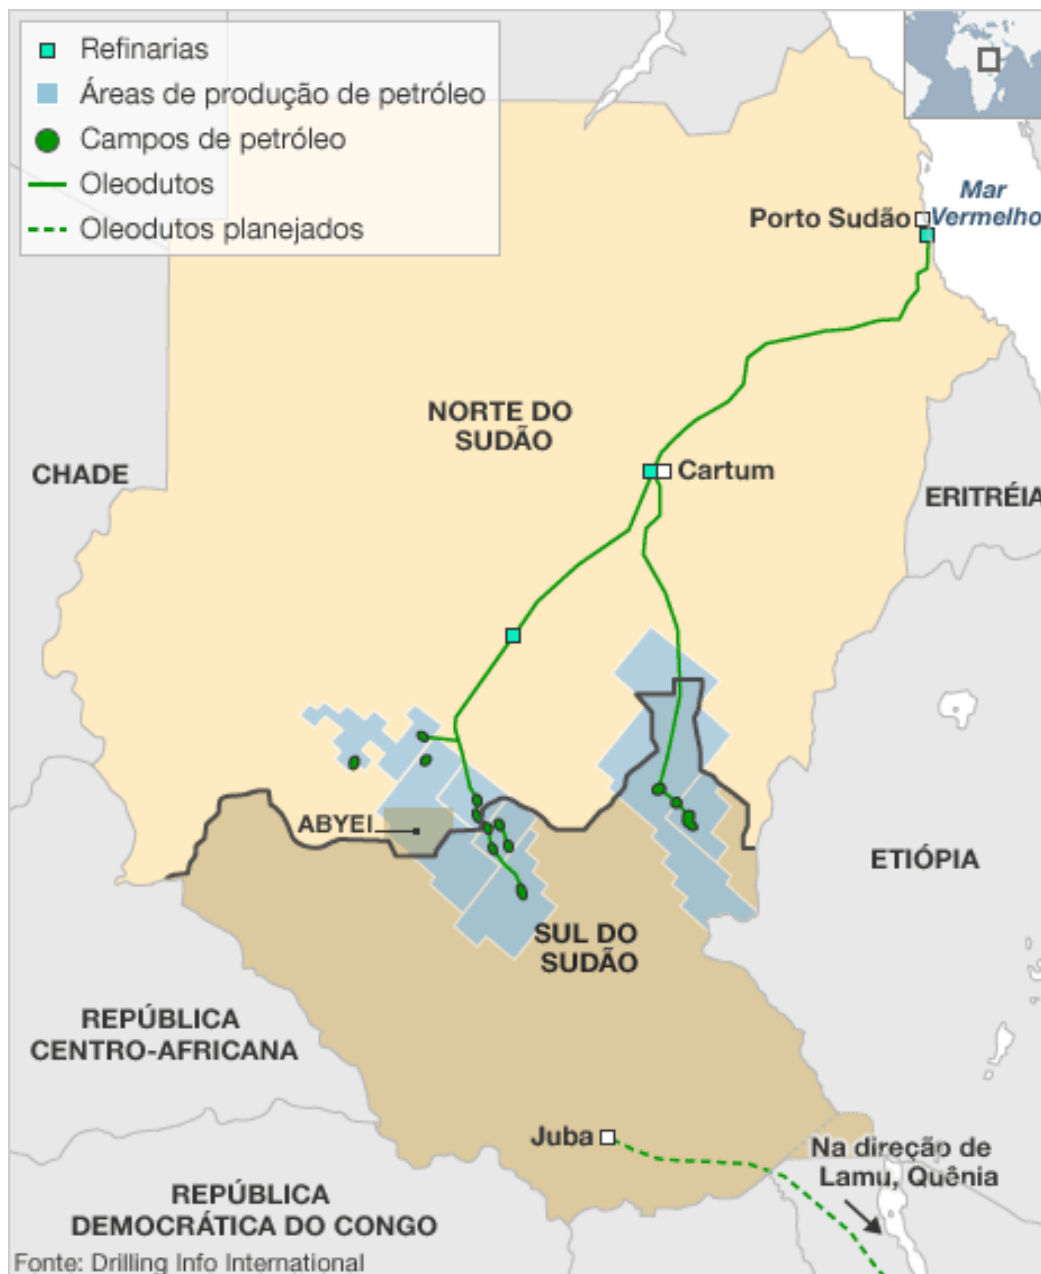 Refinarias
Áreas de produção de petróleo
Campos de petróleo
Oleodutos
Oleodutos planejados
Mar
Vermelho
Porto Sudão
NORTE DO
SUDÃO
CHADE
Cartum
ERITRÉIA
ABYEI
ETIÓPIA
SUL DO
SUDÃO
REPÚBLICA
CENTRO-AFRICANA
Juba
Na direção de
Lamu, Quênia
REPÚBLICA
DEMOCRÁTICA DO CONGO
Fonte: Drilling Info International